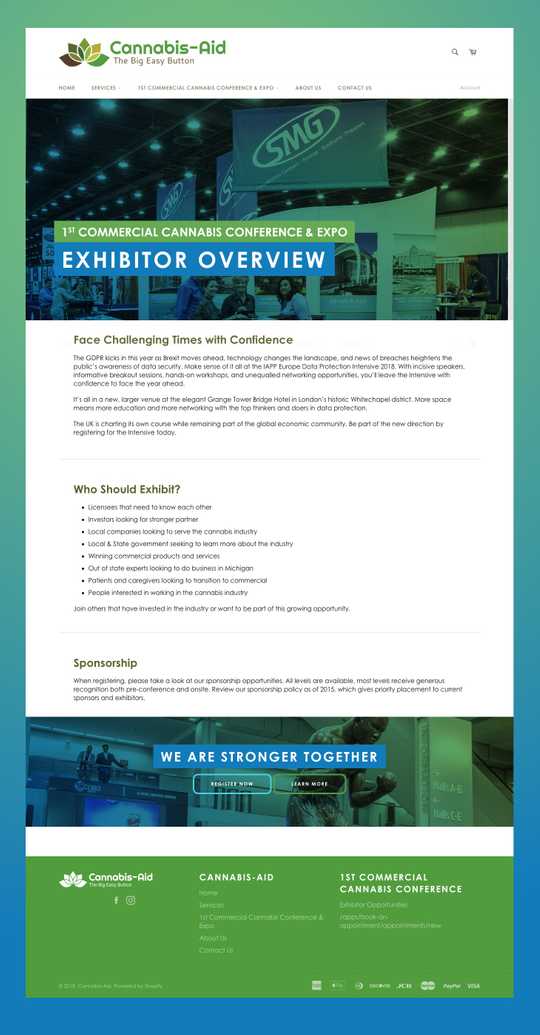 Cannabis-Aid
The Big Easy Button
HOME SERVICES 1ST COMMERCIAL CANNABIS CONFERENCE & EXPO ABOUT US CONTACT US Account
SMG
SMG
1ST COMMERCIAL CANNABIS CONFERENCE & EXPO
EXHIBITOR OVERVIEW
Face Challenging Times with Confidence
The GDPR kicks in this year as Brexit moves ahead, technology changes the landscape, and news of breaches heightens the
public's awareness of data security. Make sense of it all at the IAPP Europe Data Protection Intensive 2018. With incisive speakers,
informative breakout sessions, hands-on workshops, and unequalled networking opportunities, you'll leave the Intensive with
confidence to face the year ahead.
It's all in a new, larger venue at the elegant Grange Tower Bridge Hotel in London's historic Whitechapel district. More space
means more education and more networking with the top thinkers and doers in data protection.
The UK is charting its own course while remaining part of the global economic community. Be part of the new direction by
registering for the Intensive today.
Who Should Exhibit?
Licensees that need to know each other
Investors looking for stronger partner
Local companies looking to serve the cannabis industry
Local & State government seeking to learn more about the industry
Winning commercial products and services
Out of state experts looking to do business in Michigan
Patients and caregivers looking to transition to commercial
People interested in working in the cannabis industry
Join others that have invested in the industry or want to be part of this growing opportunity.
Sponsorship
When registering, please take a look at our sponsorship opportunities. All levels are available, most levels receive generous
recognition both pre-conference and onsite. Review our sponsorship policy as of 2015, which gives priority placement to current
sponsors and exhibitors.
WE ARE STRONGER TOGETHER
REGISTER NOW LEARN MORE
Halls A-B
Halls C-E
Cannabis-Aid
The Big Easy Button
CANNABIS-AID
Home
Services
1st Commercial Cannabis Conference &
Expo
About Us
Contact Us
1ST COMMERCIAL
CANNABIS CONFERENCE
Exhibitor Opportunities
/apps/book-an-
appointment/appointments/new
© 2018, Cannabis-Aid. Powered by Shopify
DISCOVER JCB PayPal VISA